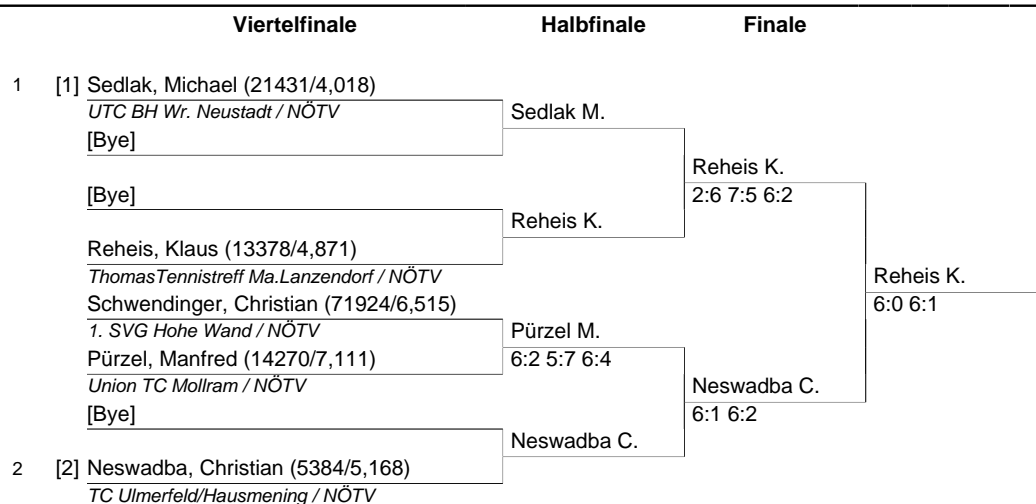 Viertelfinale Halbfinale Finale
1 [1] Sedlak, Michael (21431/4,018)
UTC BH Wr. Neustadt / NÖTV Sedlak M.
[Bye]
Reheis K.
[Bye] 2:6 7:5 6:2
Reheis K.
Reheis, Klaus (13378/4,871)
ThomasTennistreff Ma.Lanzendorf / NÖTV Reheis K.
Schwendinger, Christian (71924/6,515) 6:0 6:1
1. SVG Hohe Wand / NÖTV Pürzel M.
Pürzel, Manfred (14270/7,111) 6:2 5:7 6:4
Union TC Mollram / NÖTV Neswadba C.
[Bye] 6:1 6:2
Neswadba C.
2 [2] Neswadba, Christian (5384/5,168)
TC Ulmerfeld/Hausmening / NÖTV